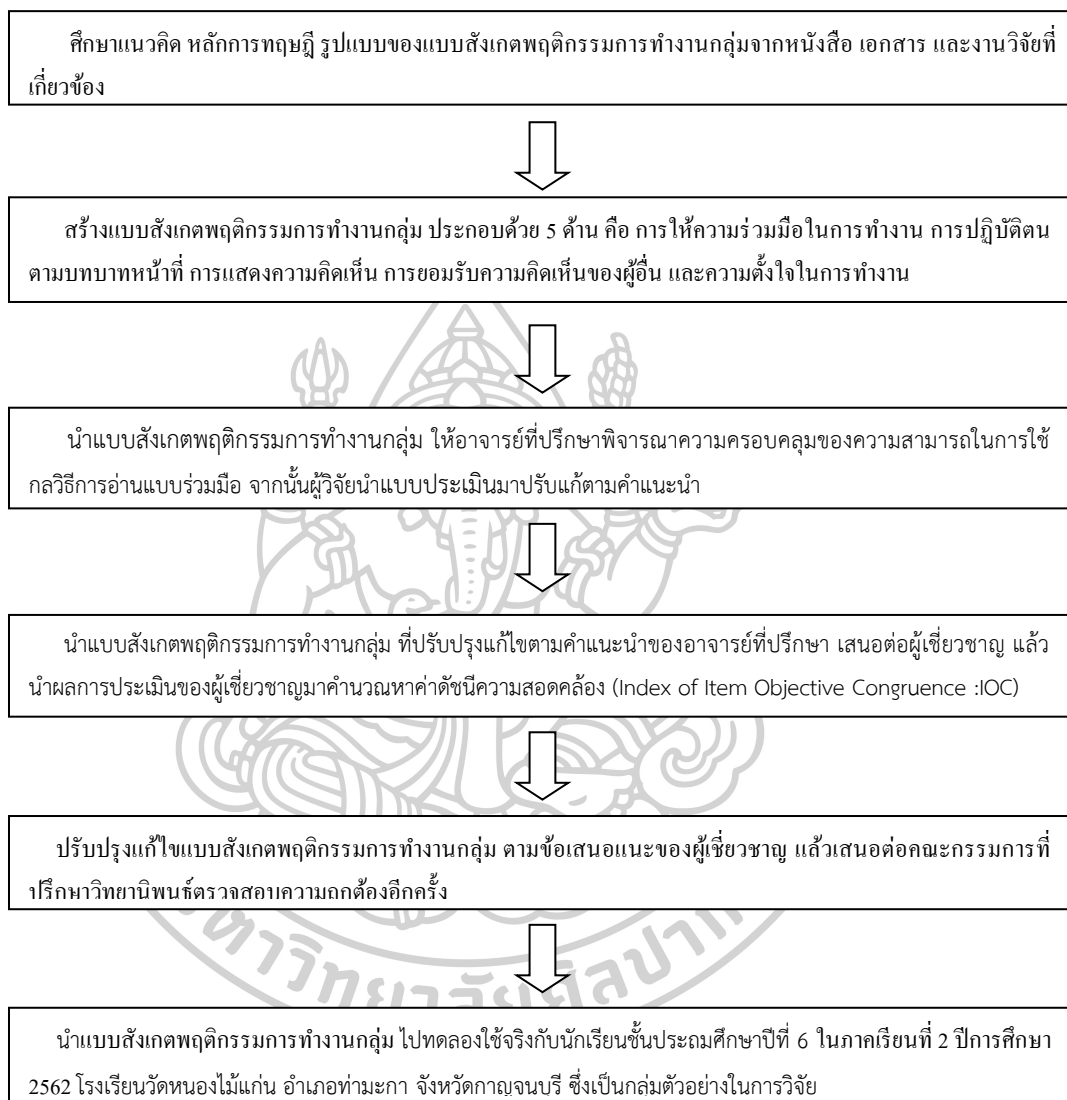 ศึกษาแนวคิด หลักการทฤษฎี รูปแบบของแบบสังเกตพฤติกรรมการทำงานกลุ่มจากหนังสือ เอกสาร และงานวิจัยที่
เกี่ยวข้อง
สร้างแบบสังเกตพฤติกรรมการทำงานกลุ่ม ประกอบด้วย 5 ด้าน คือ การให้ความร่วมมือในการทำงาน การปฏิบัติตน
ตามบทบาทหน้าที่ การแสดงความคิดเห็น การยอมรับความคิดเห็นของผู้อื่น และความตั้งใจในการทำงาน
นำแบบสังเกตพฤติกรรมการทำงานกลุ่ม ให้อาจารย์ที่ปรึกษาพิจารณาความครอบคลุมของความสามารถในการใช้
กลวิธีการอ่านแบบร่วมมือ จากนั้นผู้วิจัยนำแบบประเมินมาปรับแก้ตามคำแนะนำ
นำแบบสังเกตพฤติกรรมการทำงานกลุ่ม ที่ปรับปรุงแก้ไขตามคำแนะนำของอาจารย์ที่ปรึกษา เสนอต่อผู้เชี่ยวชาญ แล้ว
นำผลการประเมินของผู้เชี่ยวชาญมาคำนวณหาค่าดัชนีความสอดคล้อง (Index of Item Objective Congruence :IOC)
ปรับปรุงแก้ไขแบบสังเกตพฤติกรรมการทำงานกลุ่ม ตามข้อเสนอแนะของผู้เชี่ยวชาญ แล้วเสนอต่อคณะกรรมการที่
ปรึกษาวิทยานิพนธ์ตรวจสอบความถูกต้องอีกครั้ง
นำแบบสังเกตพฤติกรรมการทำงานกลุ่ม ไปทดลองใช้จริงกับนักเรียนชั้นประถมศึกษาปีที่ 6 ในภาคเรียนที่ 2 ปีการศึกษา
2562 โรงเรียนวัดหนองไม้แก่น อำเภอท่ามะกา จังหวัดกาญจนบุรี ซึ่งเป็นกลุ่มตัวอย่างในการวิจัย